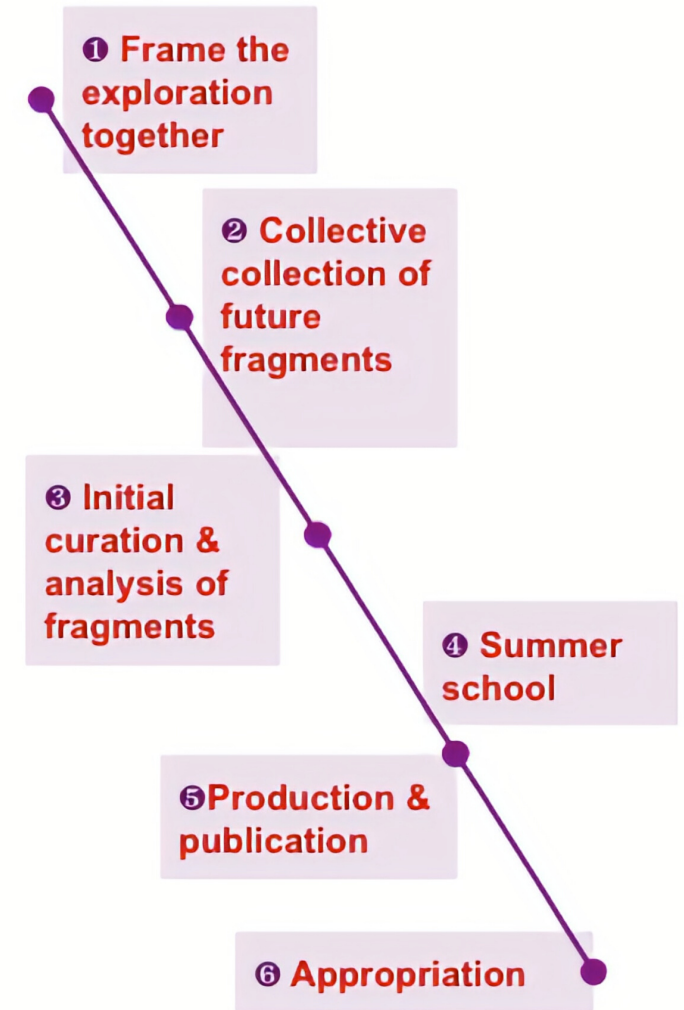 ❶ Frame the
exploration
together
❷ Collective
collection of
future
fragments
❸ Initial
curation &
analysis of
fragments
❹ Summer
school
❺Production &
publication
❻ Appropriation